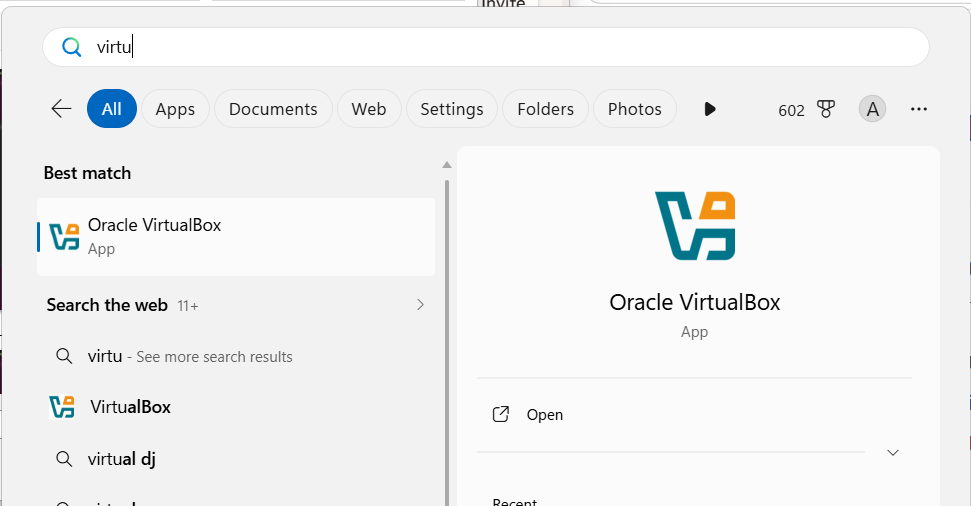 Invite
virtu
All Apps Documents Web Settings Folders Photos 602 A
Best match
Oracle VirtualBox
App
Search the web 11+
virtu - See more search results
VirtualBox
virtual dj
Oracle VirtualBox
App
Open
Recent